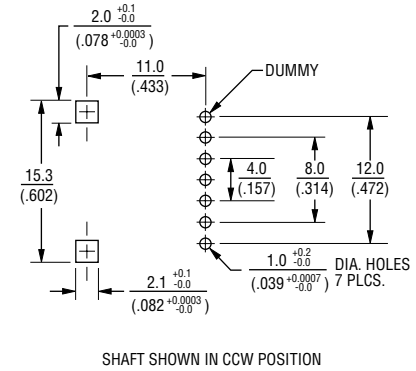 2.0 +0.1 -0.0
(.078 +0.0003 -0.0 )
11.0
(.433)
DUMMY
15.3
(.602)
4.0
(.157)
8.0
(.314)
12.0
(.472)
2.1 +0.1 -0.0
(.082 +0.0003 -0.0 )
1.0 +0.2 -0.0
(.039 +0.0007 -0.0 )
DIA. HOLES
7 PLCS.
SHAFT SHOWN IN CCW POSITION